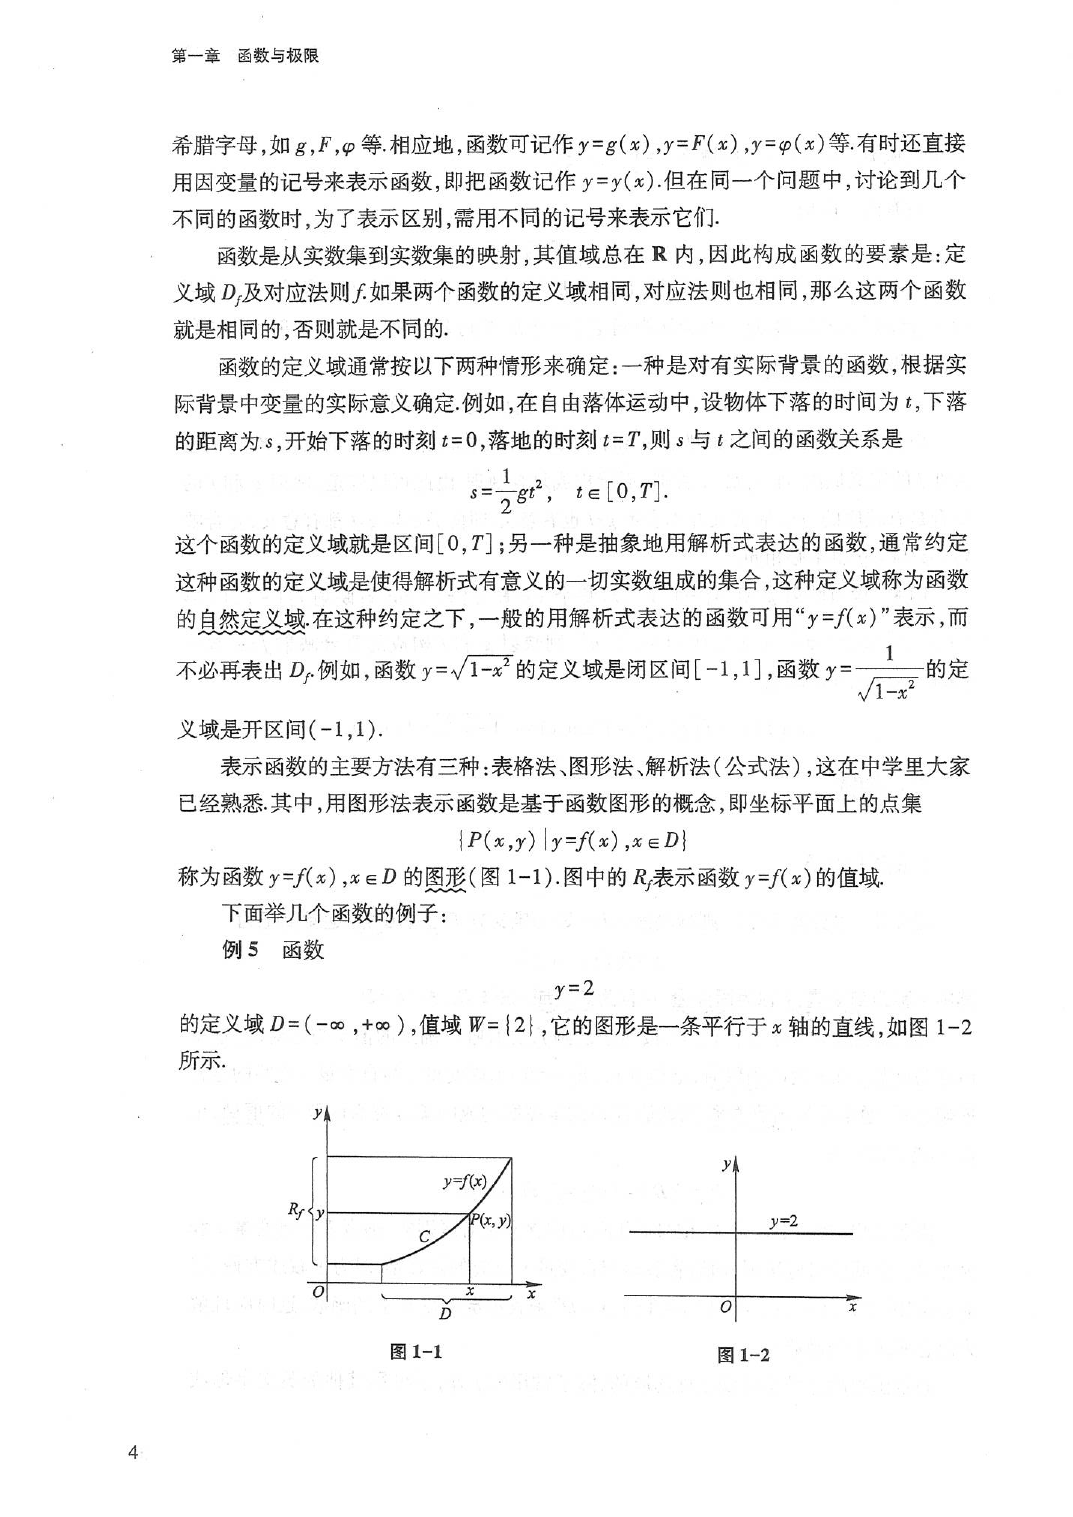 第一章 函数与极限
希腊字母,如 g,F,φ 等.相应地,函数可记作 y=g(x),y=F(x),y=φ(x)等.有时还直接
用因变量的记号来表示函数,即把函数记作 y=y(x).但在同一个问题中,讨论到几个
不同的函数时,为了表示区别,需用不同的记号来表示它们.
函数是从实数集到实数集的映射,其值域总在 R 内,因此构成函数的要素是:定
义域 D_f及对应法则 f.如果两个函数的定义域相同,对应法则也相同,那么这两个函数
就是相同的,否则就是不同的.
函数的定义域通常按以下两种情形来确定:一种是对有实际背景的函数,根据实
际背景中变量的实际意义确定.例如,在自由落体运动中,设物体下落的时间为 t,下落
的距离为 s,开始下落的时刻 t=0,落地的时刻 t=T,则 s 与 t 之间的函数关系是
s=1/2 gt², t∈[0,T].
这个函数的定义域就是区间[0,T];另一种是抽象地用解析式表达的函数,通常约定
这种函数的定义域是使得解析式有意义的一切实数组成的集合,这种定义域称为函数
的自然定义域.在这种约定之下,一般的用解析式表达的函数可用“y=f(x)”表示,而
不必再表出 D_f.例如,函数 y=√(1-x²)的定义域是闭区间[-1,1],函数 y=1/√(1-x²)的定
义域是开区间(-1,1).
表示函数的主要方法有三种:表格法、图形法、解析法(公式法),这在中学里大家
已经熟悉.其中,用图形法表示函数是基于函数图形的概念,即坐标平面上的点集
{P(x,y)|y=f(x),x∈D}
称为函数 y=f(x),x∈D 的图形(图 1-1).图中的 R_f表示函数 y=f(x)的值域.
下面举几个函数的例子:
例 5 函数
y=2
的定义域 D=(-∞,+∞),值域 W={2},它的图形是一条平行于 x 轴的直线,如图 1-2
所示.
y
y=f(x)
R_f
y
P(x,y)
C
O
x
x
D
图 1-1
y
y=2
O
x
图 1-2
4